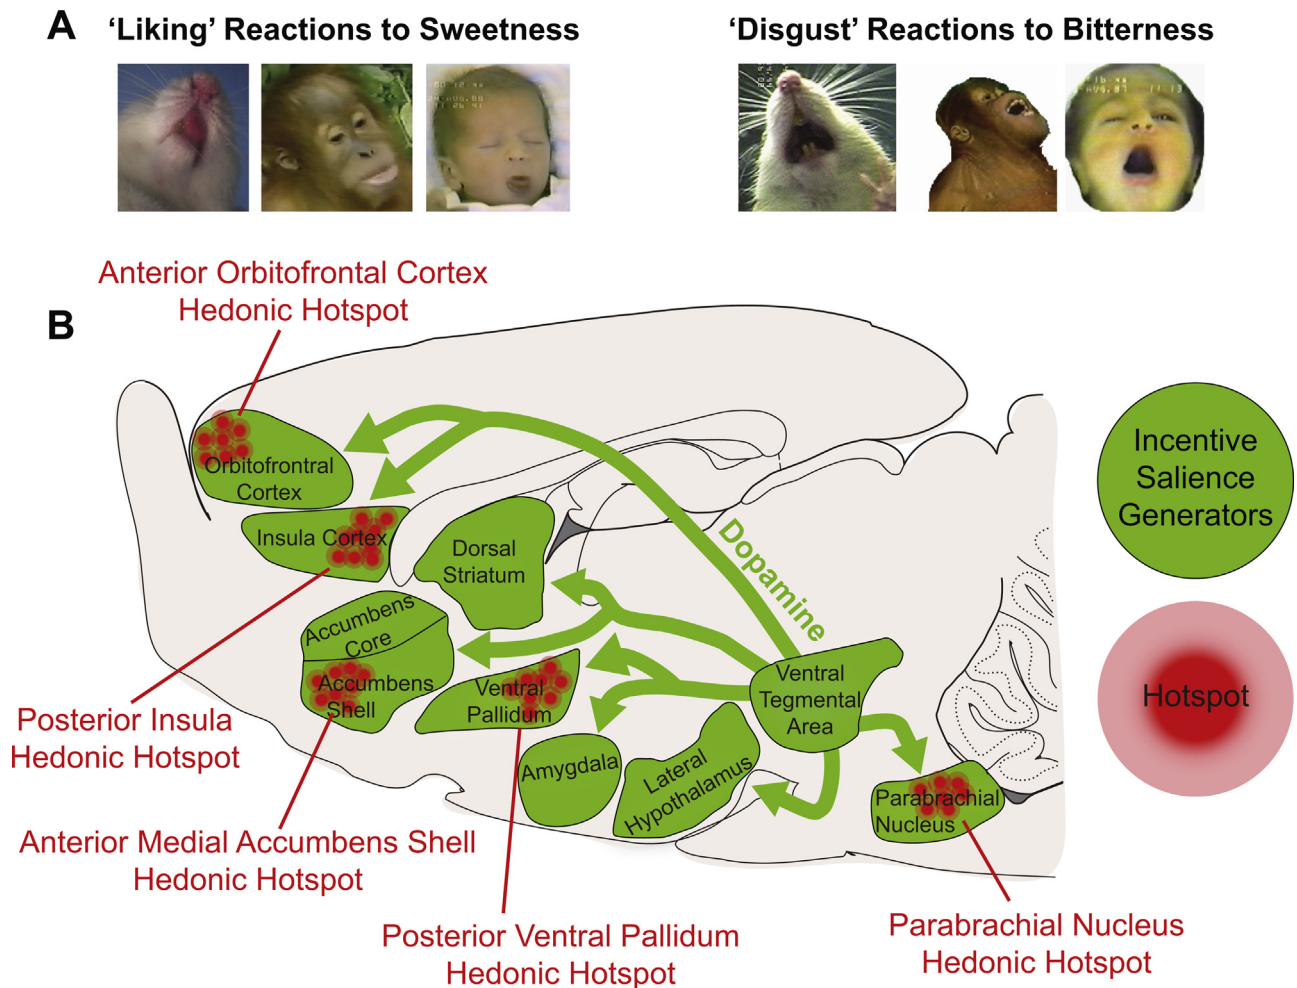 A
‘Liking’ Reactions to Sweetness
‘Disgust’ Reactions to Bitterness
Anterior Orbitofrontal Cortex
Hedonic Hotspot
B
Orbitofrontral
Cortex
Insula Cortex
Dorsal
Striatum
Accumbens
Core
Accumbens
Shell
Ventral
Pallidum
Amygdala
Lateral
Hypothalamus
Dopamine
Ventral
Tegmental
Area
Parabrachial
Nucleus
Incentive
Salience
Generators
Hotspot
Posterior Insula
Hedonic Hotspot
Anterior Medial Accumbens Shell
Hedonic Hotspot
Posterior Ventral Pallidum
Hedonic Hotspot
Parabrachial Nucleus
Hedonic Hotspot